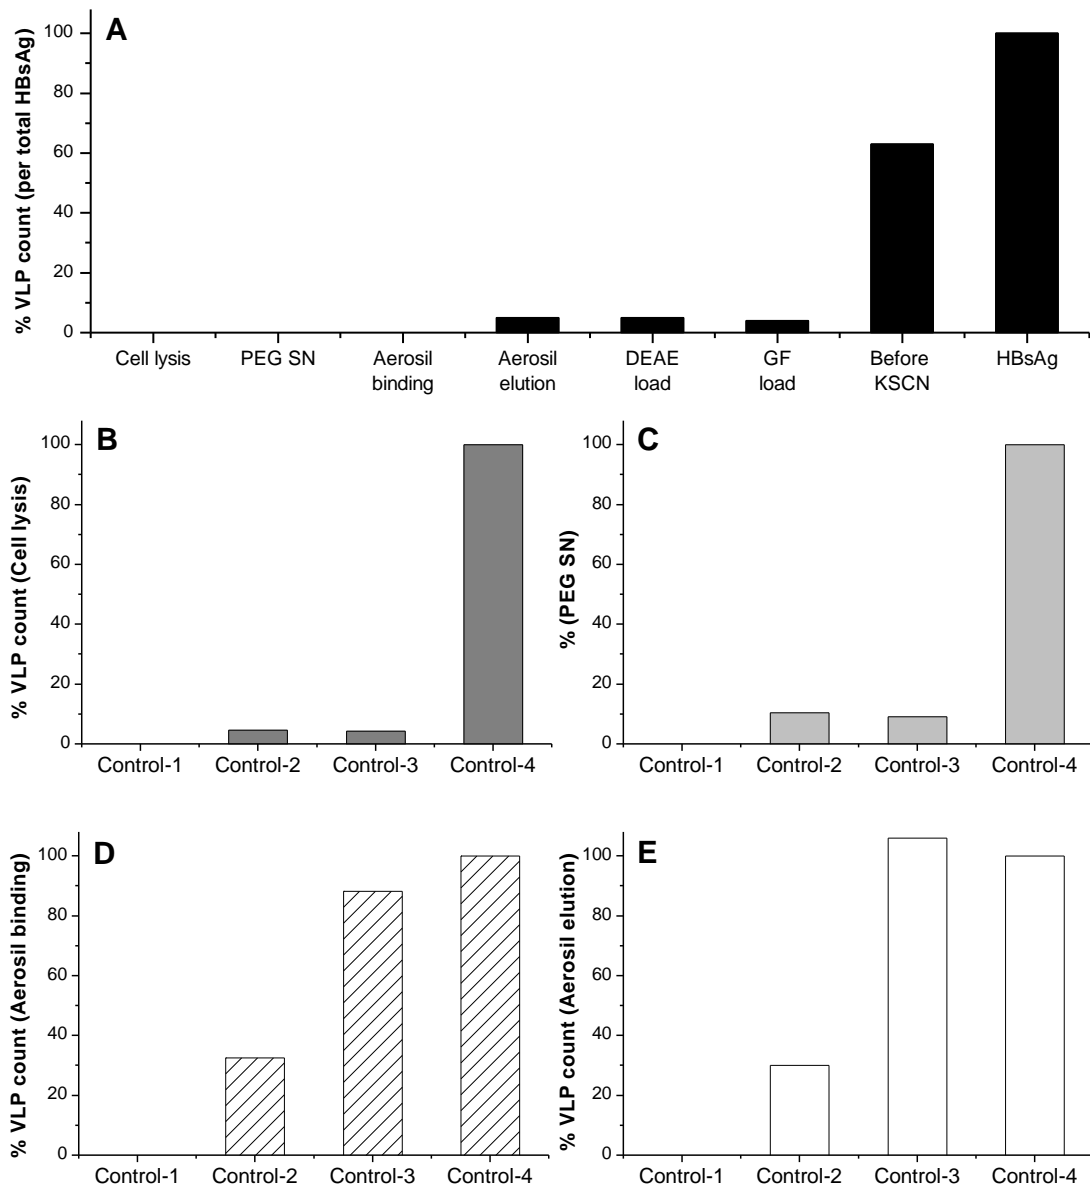 A
% VLP count (per total HBsAg)
100
80
60
40
20
0
Cell lysis PEG SN Aerosil Aerosil DEAE GF Before HBsAg
binding elution load load KSCN
B
% VLP count (Cell lysis)
100
80
60
40
20
0
Control-1 Control-2 Control-3 Control-4
C
% (PEG SN)
100
80
60
40
20
0
Control-1 Control-2 Control-3 Control-4
D
% VLP count (Aerosil binding)
100
80
60
40
20
0
Control-1 Control-2 Control-3 Control-4
E
% VLP count (Aerosil elution)
100
80
60
40
20
0
Control-1 Control-2 Control-3 Control-4